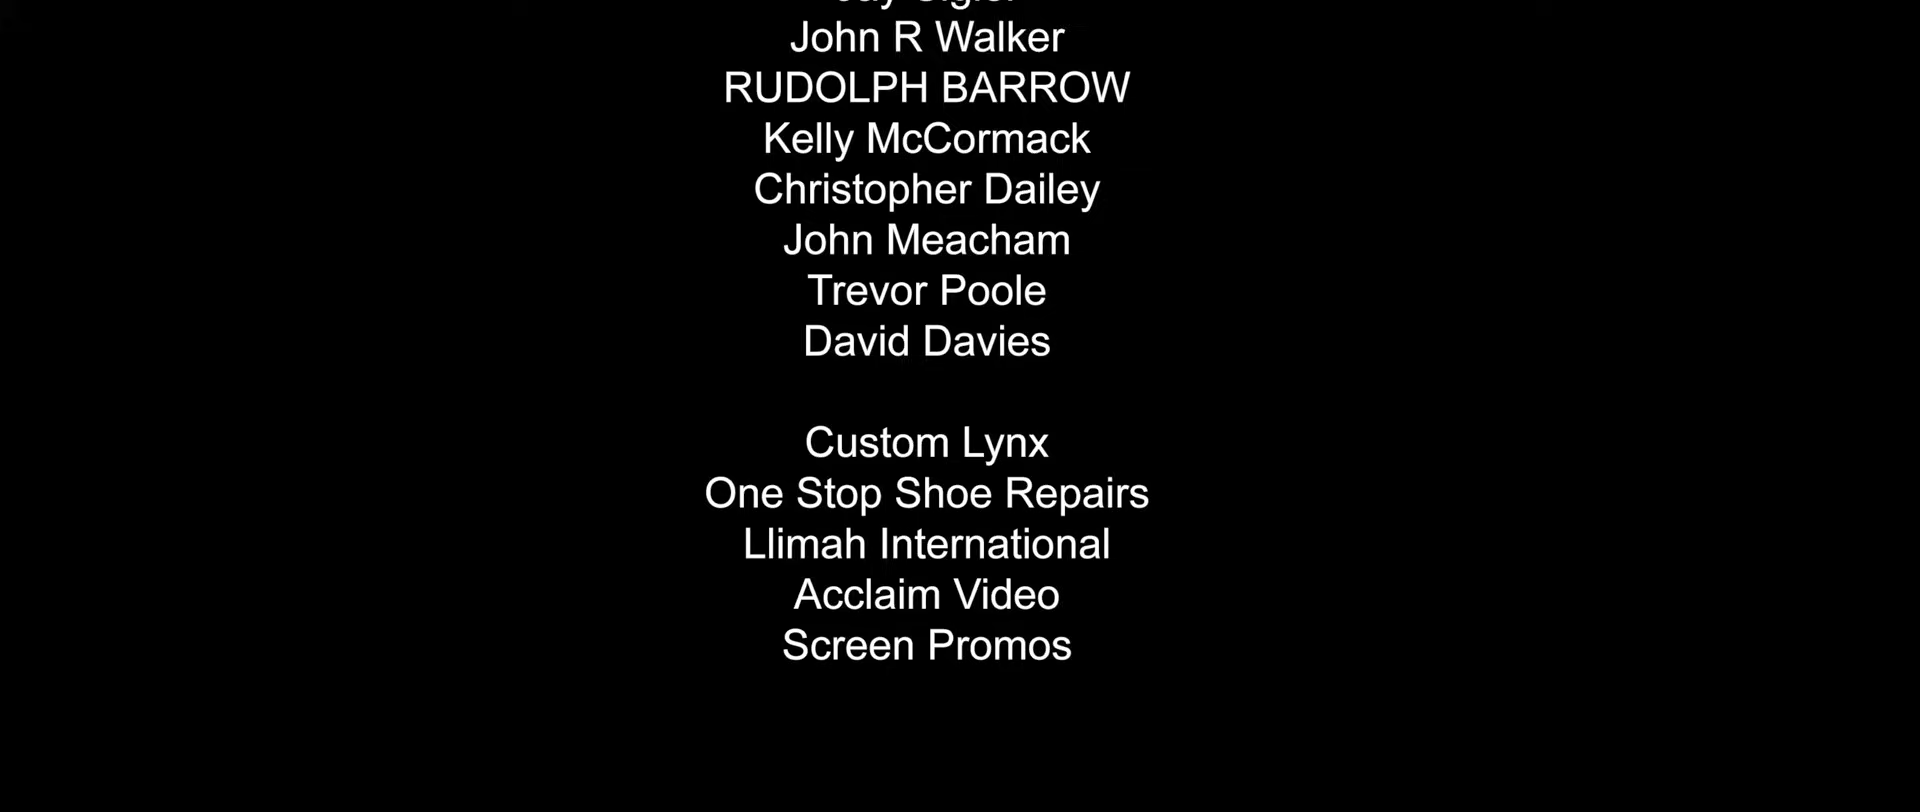 John R Walker
RUDOLPH BARROW
Kelly McCormack
Christopher Dailey
John Meacham
Trevor Poole
David Davies
Custom Lynx
One Stop Shoe Repairs
Llimah International
Acclaim Video
Screen Promos